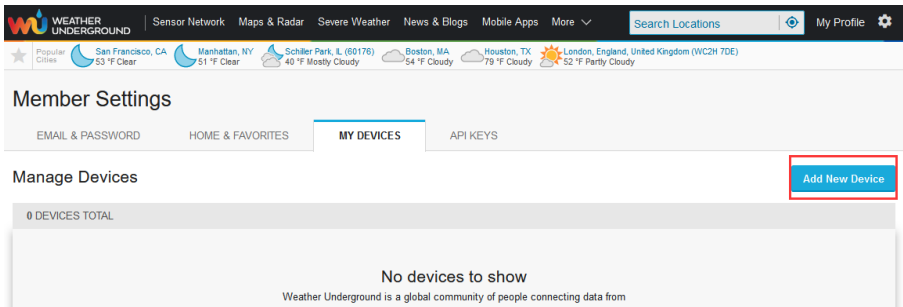 WEATHER UNDERGROUND Sensor Network Maps & Radar Severe Weather News & Blogs Mobile Apps More Search Locations My Profile
Popular Cities San Francisco, CA 53 °F Clear Manhattan, NY 51 °F Clear Schiller Park, IL (60176) 40 °F Mostly Cloudy Boston, MA 54 °F Cloudy Houston, TX 79 °F Cloudy London, England, United Kingdom (WC2H 7DE) 52 °F Partly Cloudy
Member Settings
EMAIL & PASSWORD HOME & FAVORITES MY DEVICES API KEYS
Manage Devices Add New Device
0 DEVICES TOTAL
No devices to show
Weather Underground is a global community of people connecting data from